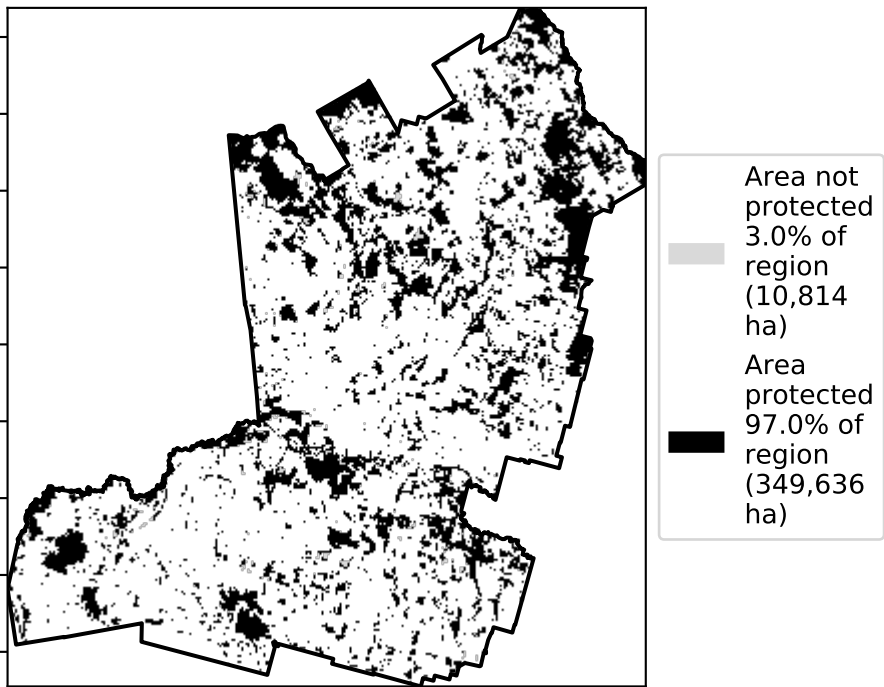 Area not
protected
3.0% of
region
(10,814
ha)
Area
protected
97.0% of
region
(349,636
ha)